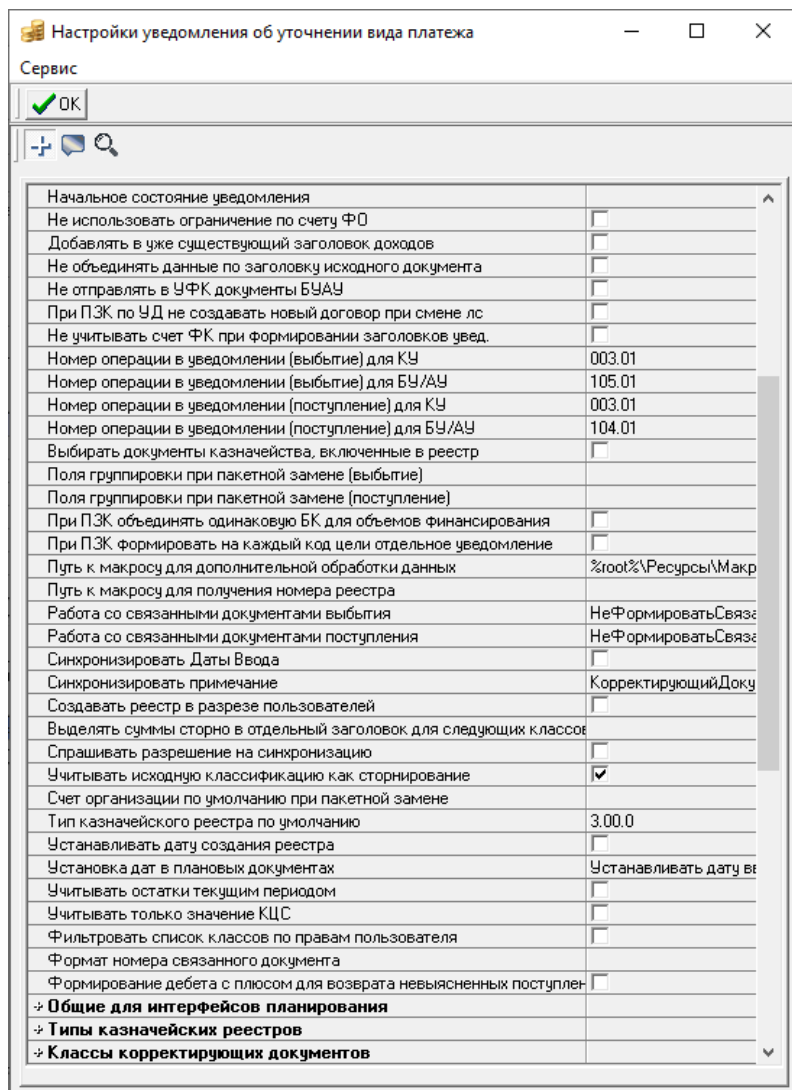 Настройки уведомления об уточнении вида платежа
Сервис
OK
Начальное состояние уведомления
Не использовать ограничение по счету ФО
Добавлять в уже существующий заголовок доходов
Не объединять данные по заголовку исходного документа
Не отправлять в УФК документы БУАУ
При ПЗК по УД не создавать новый договор при смене лс
Не учитывать счет ФК при формировании заголовков увед.
Номер операции в уведомлении (выбытие) для КУ 003.01
Номер операции в уведомлении (выбытие) для БУ/АУ 105.01
Номер операции в уведомлении (поступление) для КУ 003.01
Номер операции в уведомлении (поступление) для БУ/АУ 104.01
Выбирать документы казначейства, включенные в реестр
Поля группировки при пакетной замене (выбытие)
Поля группировки при пакетной замене (поступление)
При ПЗК объединять одинаковую БК для объемов финансирования
При ПЗК формировать на каждый код цели отдельное уведомление
Путь к макросу для дополнительной обработки данных %root%\Ресурсы\Макр
Путь к макросу для получения номера реестра
Работа со связанными документами выбытия НеФормироватьСвяза
Работа со связанными документами поступления НеФормироватьСвяза
Синхронизировать Даты Ввода
Синхронизировать примечание КорректирующийДоку
Создавать реестр в разрезе пользователей
Выделять суммы сторно в отдельный заголовок для следующих классов
Спрашивать разрешение на синхронизацию
Учитывать исходную классификацию как сторнирование
Счет организации по умолчанию при пакетной замене
Тип казначейского реестра по умолчанию 3.00.0
Устанавливать дату создания реестра
Установка дат в плановых документах Устанавливать дату вв
Учитывать остатки текущим периодом
Учитывать только значение КЦС
Фильтровать список классов по правам пользователя
Формат номера связанного документа
Формирование дебета с плюсом для возврата невыясненных поступлен
Общие для интерфейсов планирования
Типы казначейских реестров
Классы корректирующих документов